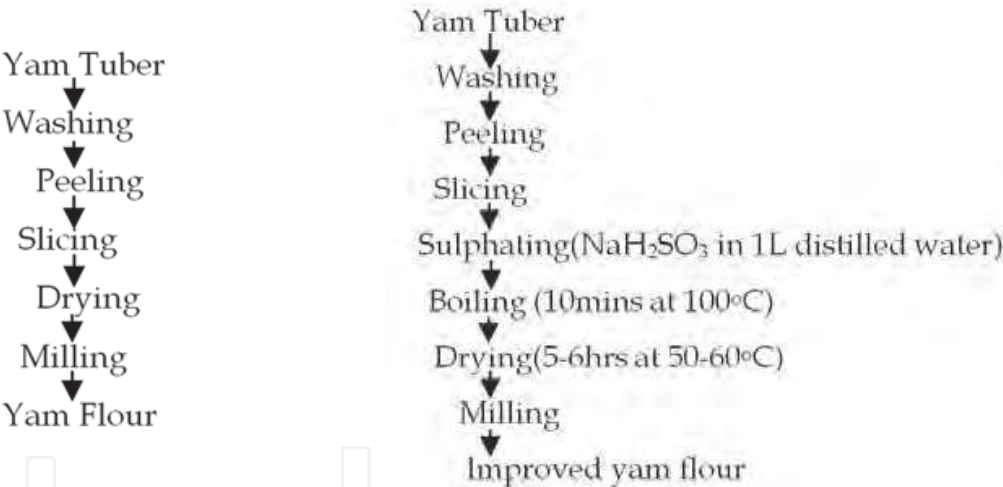 Yam Tuber
Washing
Peeling
Slicing
Drying
Milling
Yam Flour
Yam Tuber
Washing
Peeling
Slicing
Sulphating(NaH₂SO₃ in 1L distilled water)
Boiling (10mins at 100°C)
Drying(5-6hrs at 50-60°C)
Milling
Improved yam flour